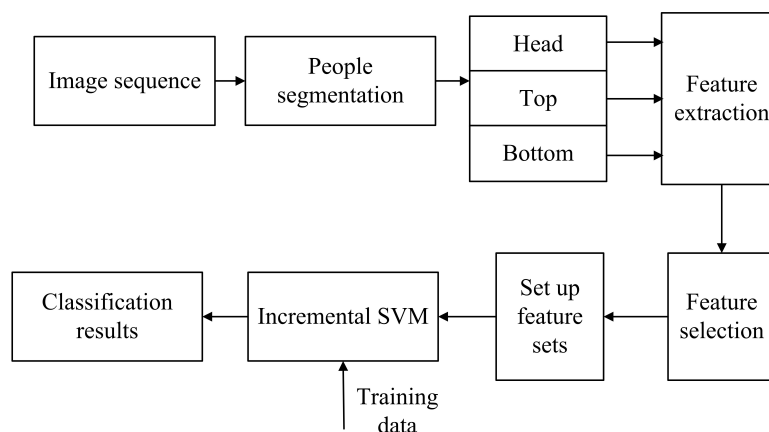 Image sequence
People
segmentation
Head
Top
Bottom
Feature
extraction
Feature
selection
Set up
feature
sets
Incremental SVM
Training
data
Classification
results